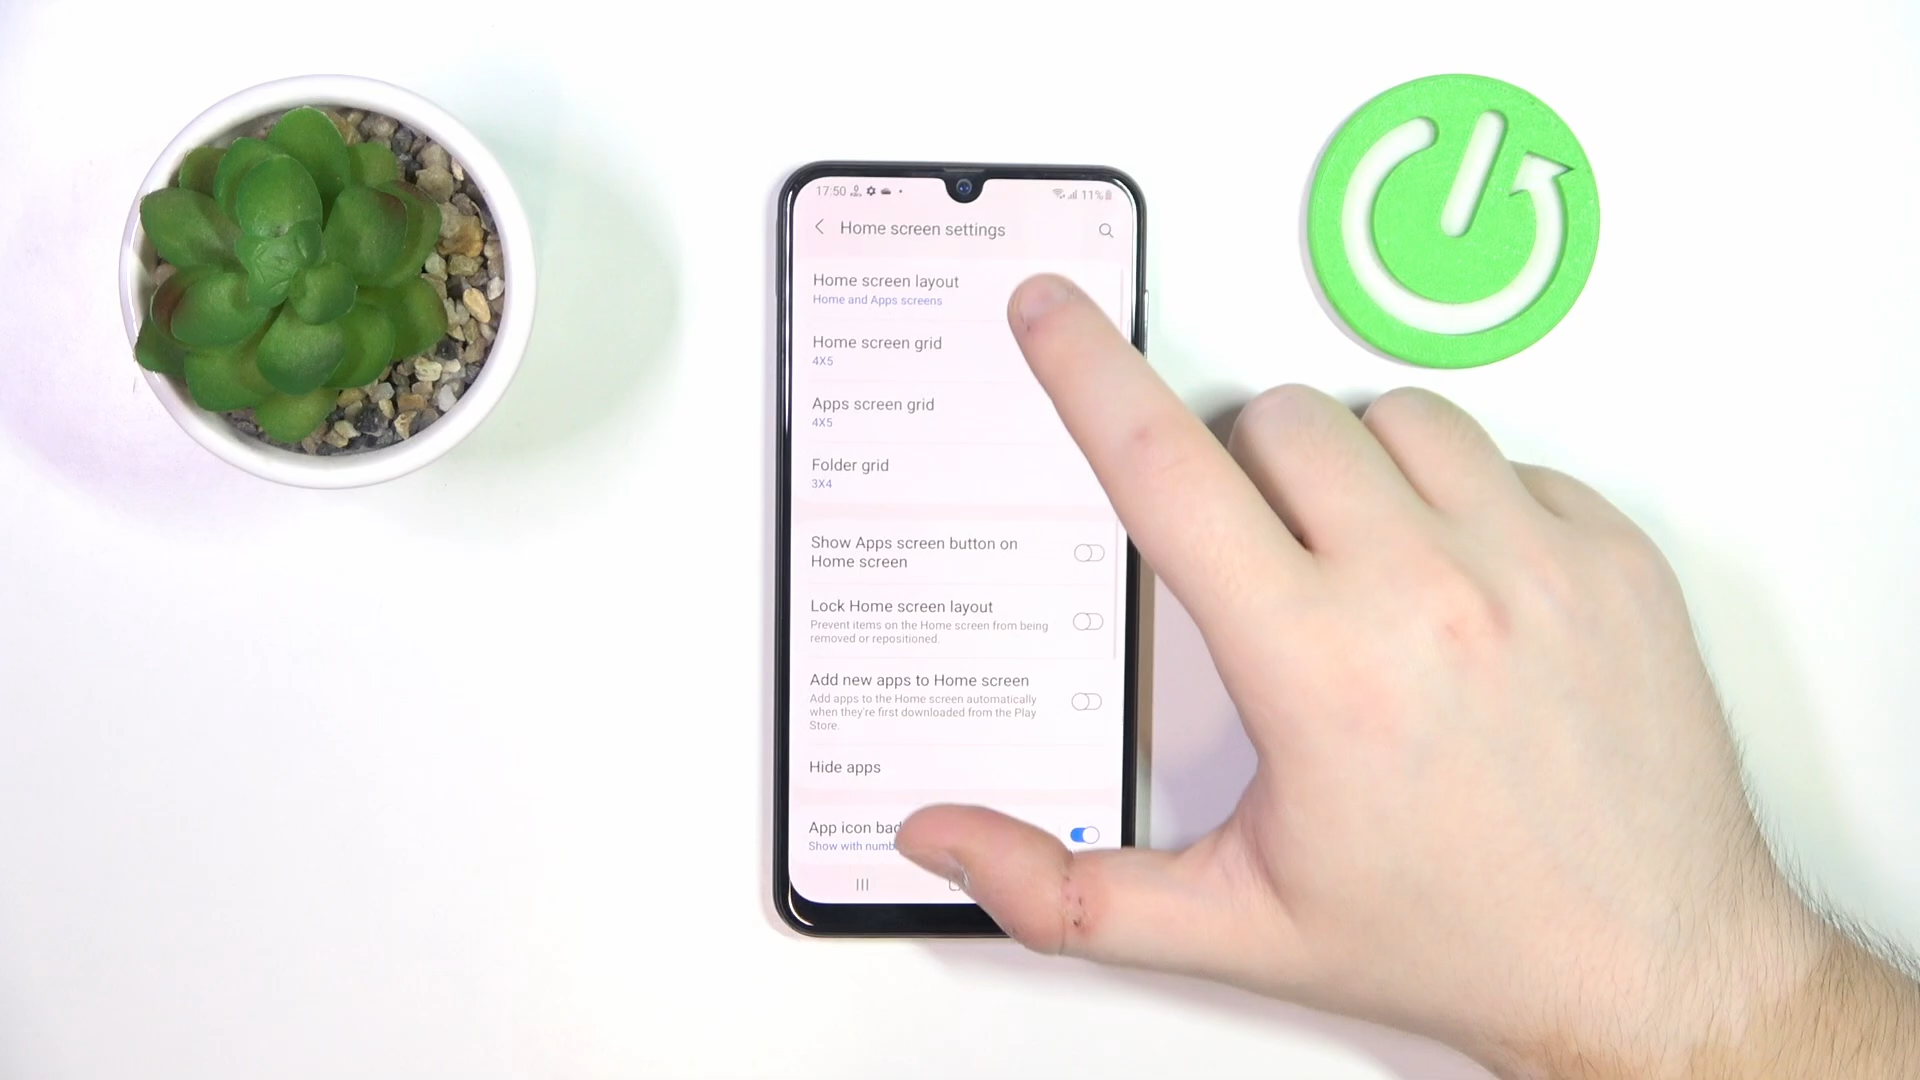 17:50 11%
Home screen settings
Home screen layout
Home and Apps screens
Home screen grid
4X5
Apps screen grid
4X5
Folder grid
3X4
Show Apps screen button on
Home screen
Lock Home screen layout
Prevent items on the Home screen from being
removed or repositioned.
Add new apps to Home screen
Add apps to the Home screen automatically
when they're first downloaded from the Play
Store.
Hide apps
App icon
Show with